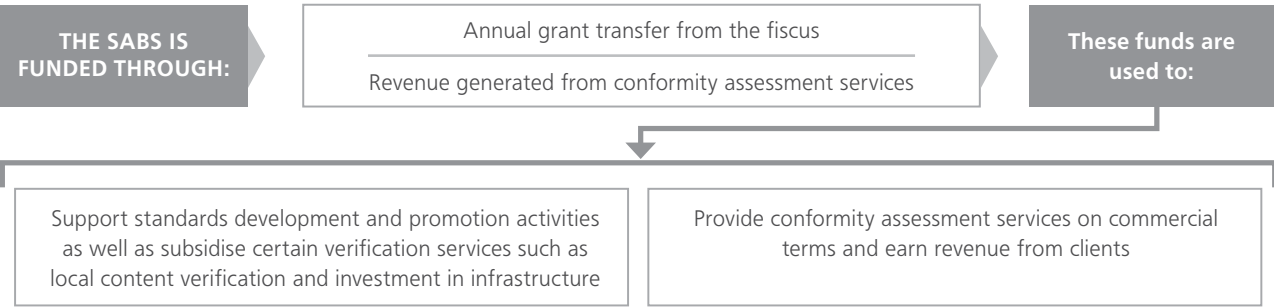 THE SABS IS
FUNDED THROUGH:
Annual grant transfer from the fiscus
Revenue generated from conformity assessment services
These funds are
used to:
Support standards development and promotion activities
as well as subsidise certain verification services such as
local content verification and investment in infrastructure
Provide conformity assessment services on commercial
terms and earn revenue from clients